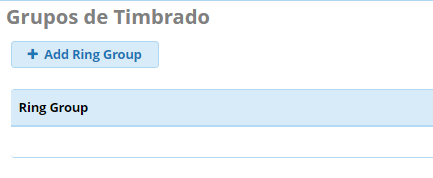 Grupos de Timbrado
+ Add Ring Group
Ring Group